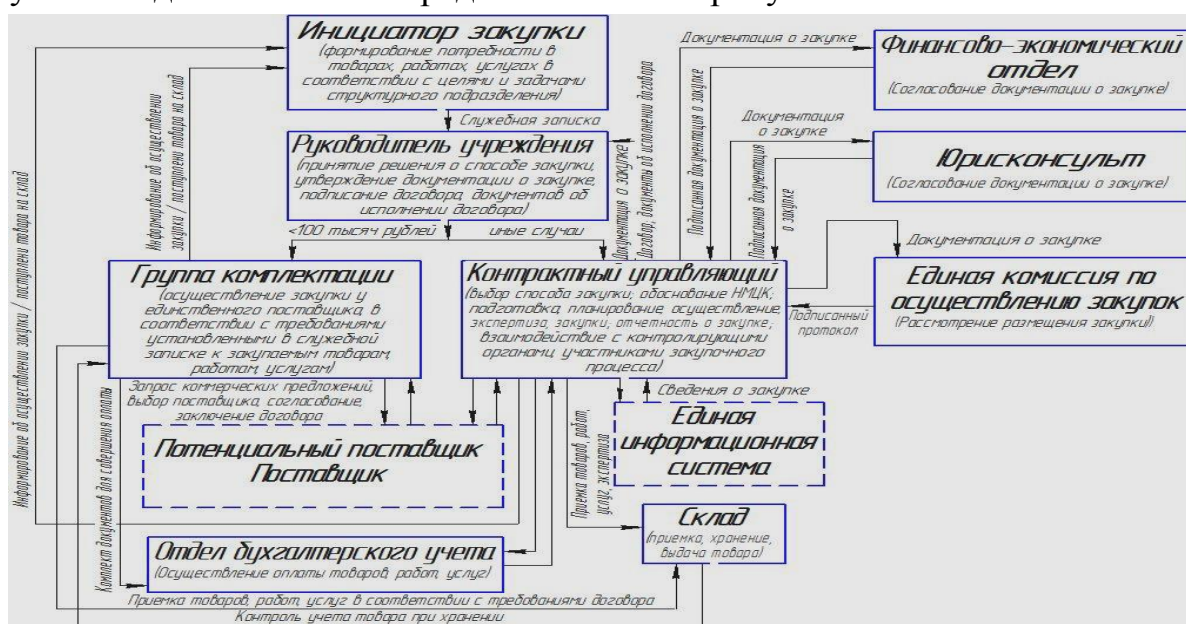 Инициатор закупки
(формирование потребности в
товарах, работах, услугах в
соответствии с целями и задачами
структурного подразделения)
Документация о закупке
Финансово-экономический
отдел
(Согласование документации о закупке)
Служебная записка
Руководитель учреждения
(принятие решения о способе закупки,
утверждение документации о закупке,
подписание договора, документов об
исполнении договора)
Документация
о закупке
Юрисконсульт
(Согласование документации о закупке)
Информирование об осуществлении
закупки / поступлени товара на склад
Документация о закупке
Договор, документы об исполнении договора
Подписанная документация о закупке
Подписанная документация
о закупке
<100 тысяч рублей
иные случаи
Документация о закупке
Группа комплектации
(осуществление закупки у
единственного поставщика, в
соответствии с требованиями
установленными в служебной
записке к закупаемым товарам,
работам, услугам)
Контрактный управляющий
(выбор способа закупки; обоснование НМЦК;
подготовка, планирование, осуществление,
экспертиза, закупки, отчетность о закупке;
взаимодействие с контролирующими
органами, участниками закупочного
процесса)
Единая комиссия по
осуществлению закупок
(Рассмотрение размещения закупки))
Подписанный
протокол
Информирование об осуществлении закупки / поступлени товара на склад
Запрос коммерческих предложений,
выбор поставщика, согласование,
заключение договора
Сведения о закупке
Потенциальный поставщик
Поставщик
Единая
информационная
система
Комплект документов для совершения оплаты
Приемка товаров, работ,
услуг, экспертиза
Склад
(приемка, хранение,
выдача товара)
Отдел бухгалтерского учета
(Осуществление оплаты товаров, работ, услуг)
Приемка товаров, работ, услуг в соответствии с требованиями договора
Контроль учета товара при хранении